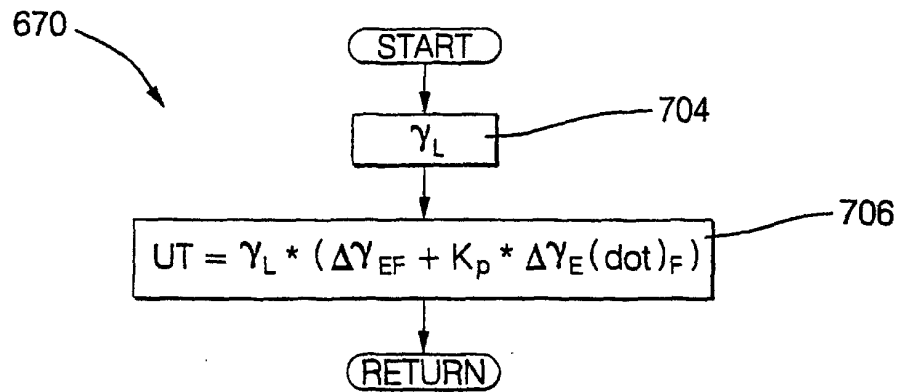 670
START
704
γL
706
UT = γL * (ΔγEF + Kp * ΔγE(dot)F)
RETURN